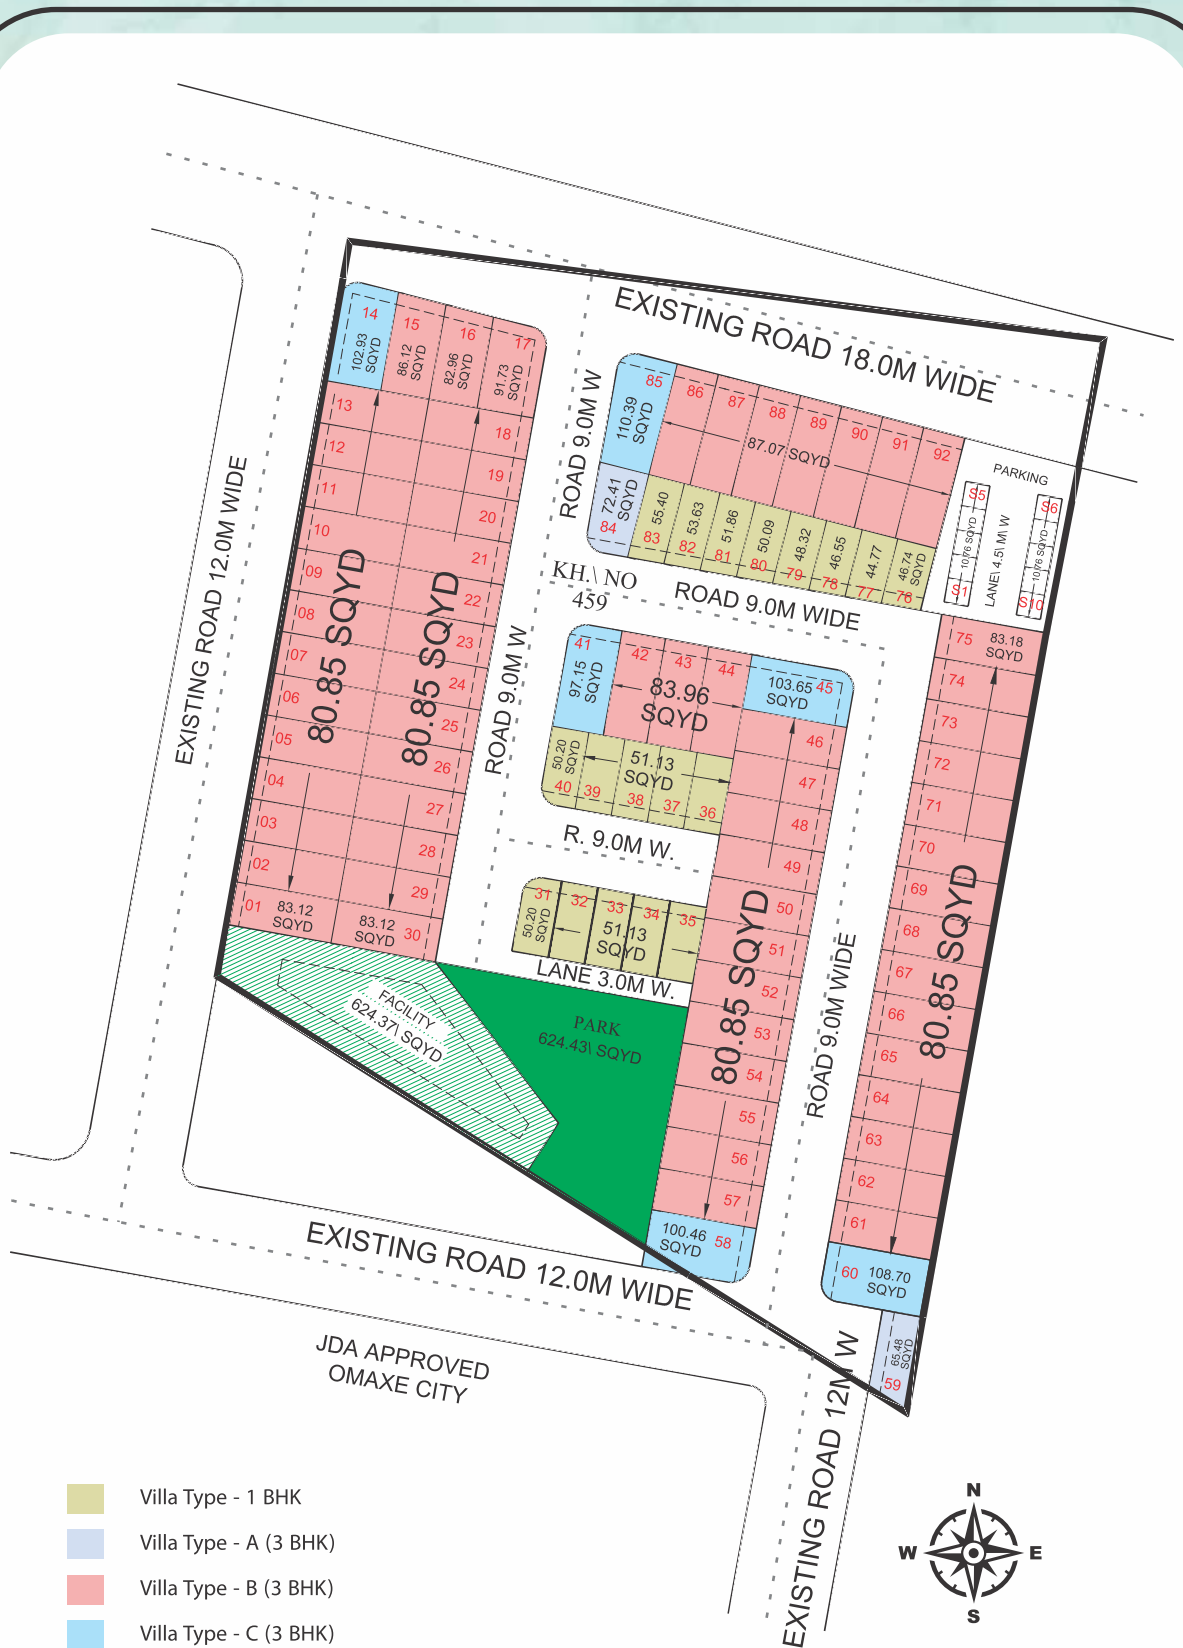 EXISTING ROAD 18.0M WIDE
EXISTING ROAD 12.0M WIDE
14
102.93
SQYD
15
86.12
SQYD
16
82.96
SQYD
17
91.73
SQYD
13
12
11
10
09
08
07
06
05
04
03
02
01
80.85 SQYD
83.12
SQYD
18
19
20
21
22
23
24
25
26
27
28
29
30
80.85 SQYD
83.12
SQYD
ROAD 9.0M W
ROAD 9.0M W
85
110.39
SQYD
86
87
88
89
90
91
92
87.07 SQYD
72.41
SQYD
84
55.40
83
53.63
82
51.86
81
50.09
80
48.32
79
46.55
78
44.77
77
46.74
SQYD
76
PARKING
S5
10.76 SQYD
S1
LANE\ 4.5\ M\ W
S6
10.76 SQYD
S10
KH.\ NO
459
ROAD 9.0M WIDE
41
97.15
SQYD
42
43
44
83.96
SQYD
103.65
SQYD
45
50.20
SQYD
40
39
38
37
36
51.13
SQYD
R. 9.0M W.
31
50.20
SQYD
32
33
34
35
51.13
SQYD
LANE 3.0M W.
46
47
48
49
50
51
52
53
54
55
56
57
80.85 SQYD
100.46
SQYD
58
ROAD 9.0M WIDE
75
83.18
SQYD
74
73
72
71
70
69
68
67
66
65
64
63
62
61
80.85 SQYD
60
108.70
SQYD
65.48
SQYD
59
FACILITY
624.37\ SQYD
PARK
624.43\ SQYD
EXISTING ROAD 12.0M WIDE
JDA APPROVED
OMAXE CITY
EXISTING ROAD 12M W
Villa Type - 1 BHK
Villa Type - A (3 BHK)
Villa Type - B (3 BHK)
Villa Type - C (3 BHK)
N
W
E
S